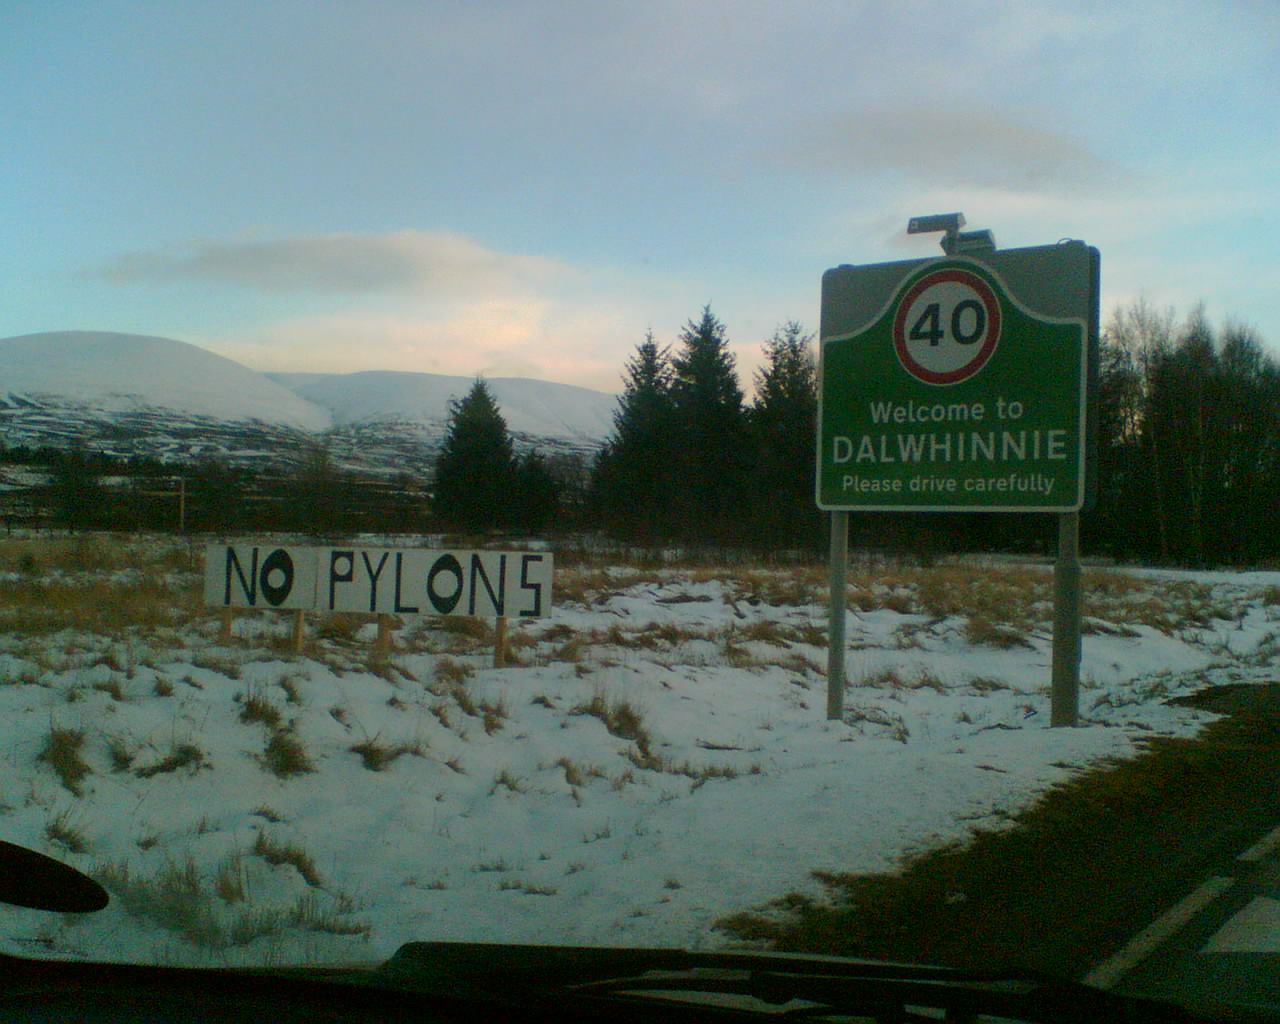 40
Welcome to
DALWHINNIE
Please drive carefully
NO PYLONS